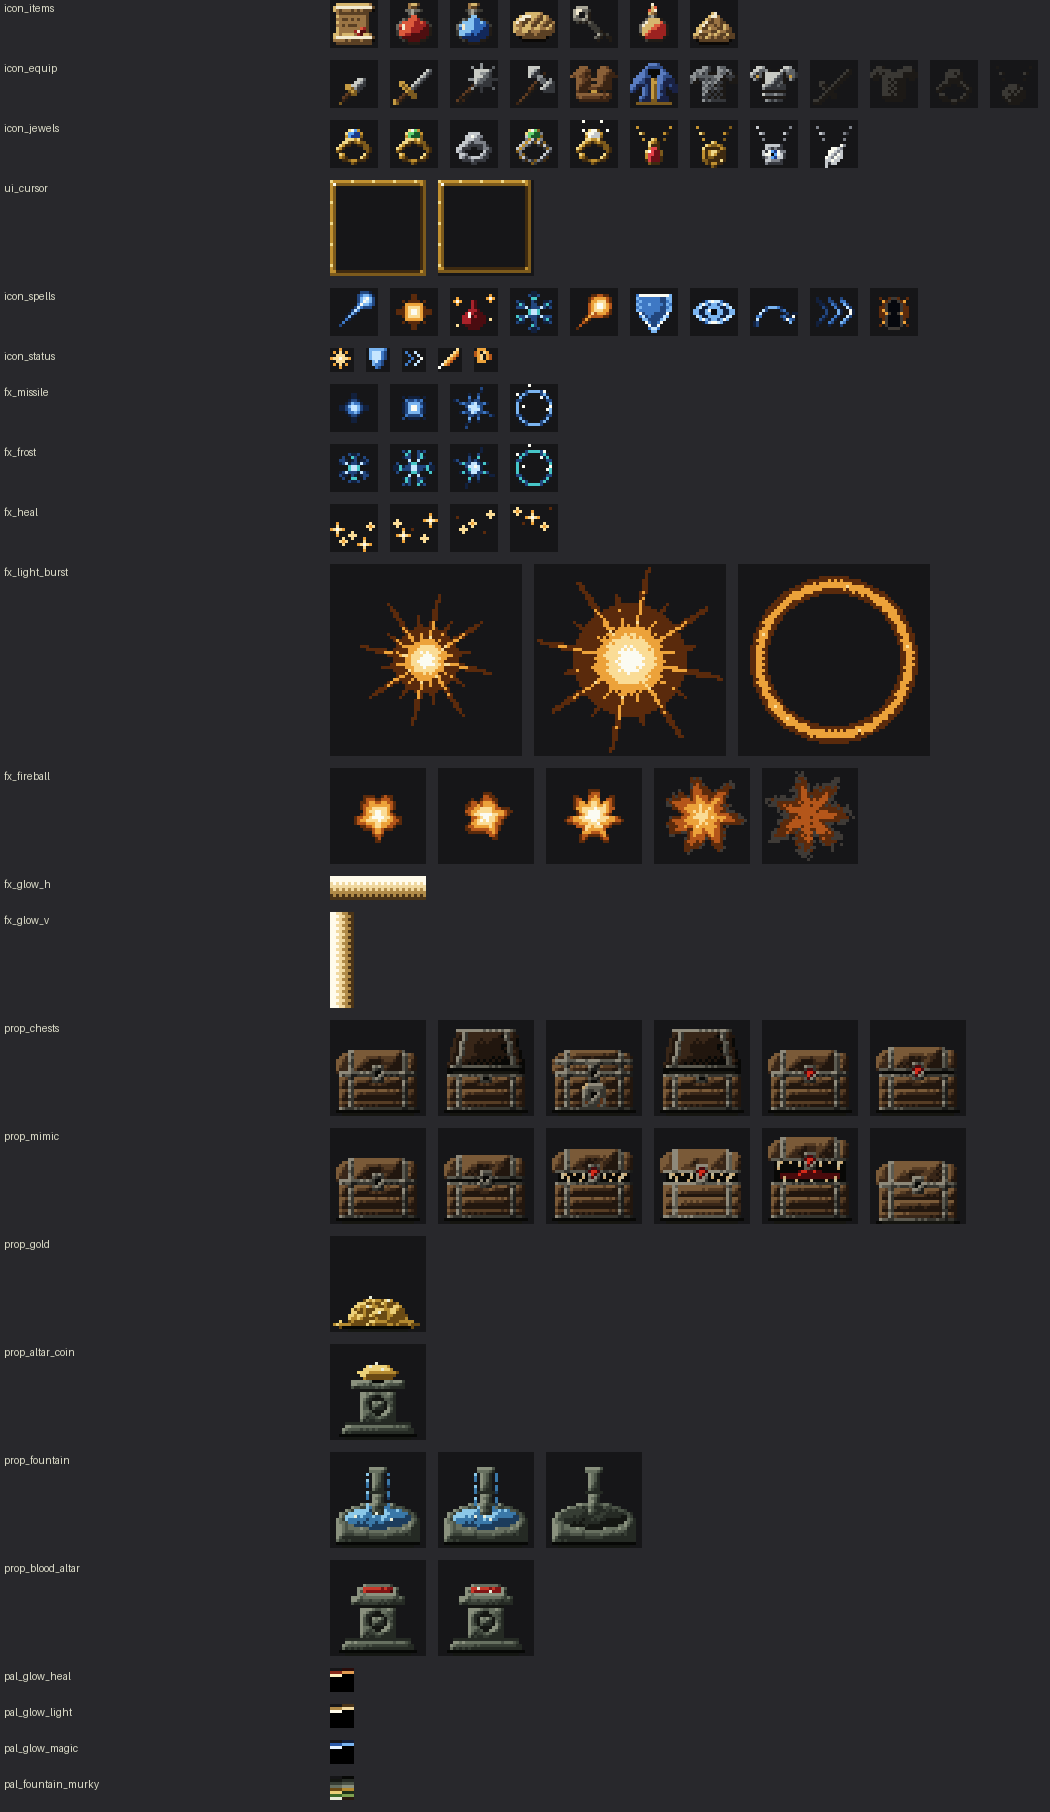 icon_items
icon_equip
icon_jewels
ui_cursor
icon_spells
icon_status
fx_missile
fx_frost
fx_heal
fx_light_burst
fx_fireball
fx_glow_h
fx_glow_v
prop_chests
prop_mimic
prop_gold
prop_altar_coin
prop_fountain
prop_blood_altar
pal_glow_heal
pal_glow_light
pal_glow_magic
pal_fountain_murky